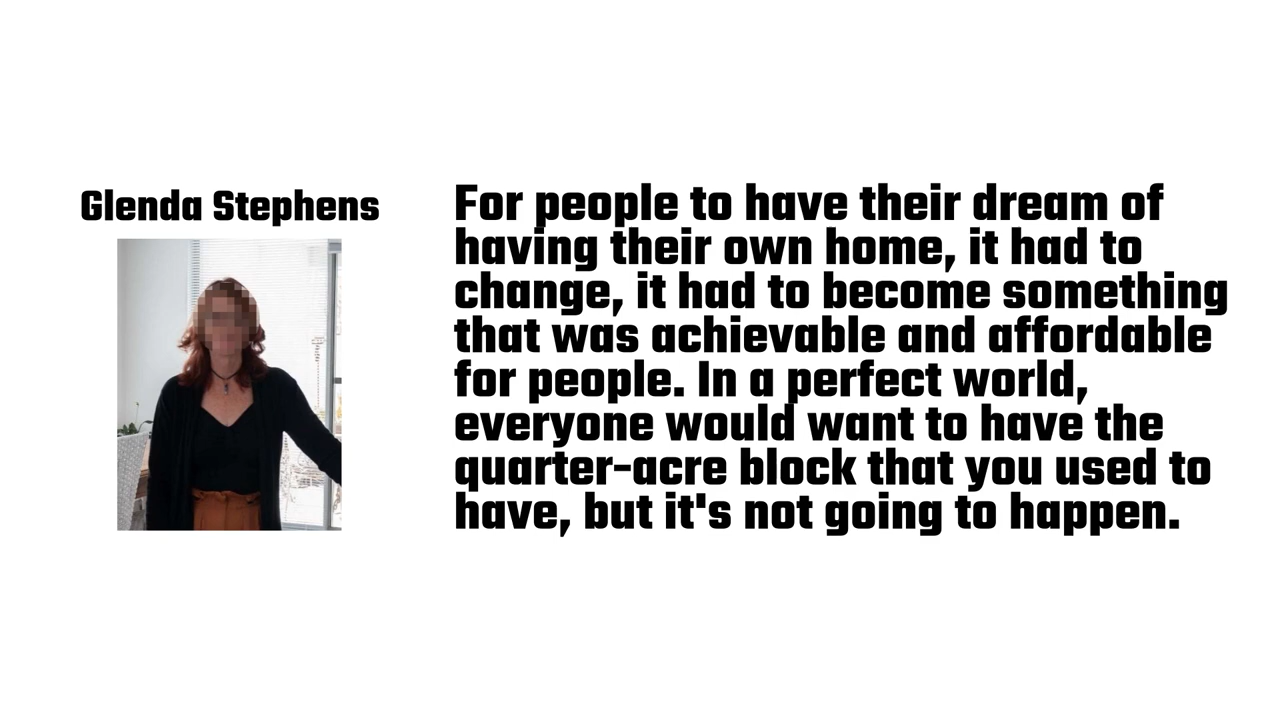 Glenda Stephens
For people to have their dream of
having their own home, it had to
change, it had to become something
that was achievable and affordable
for people. In a perfect world,
everyone would want to have the
quarter-acre block that you used to
have, but it's not going to happen.